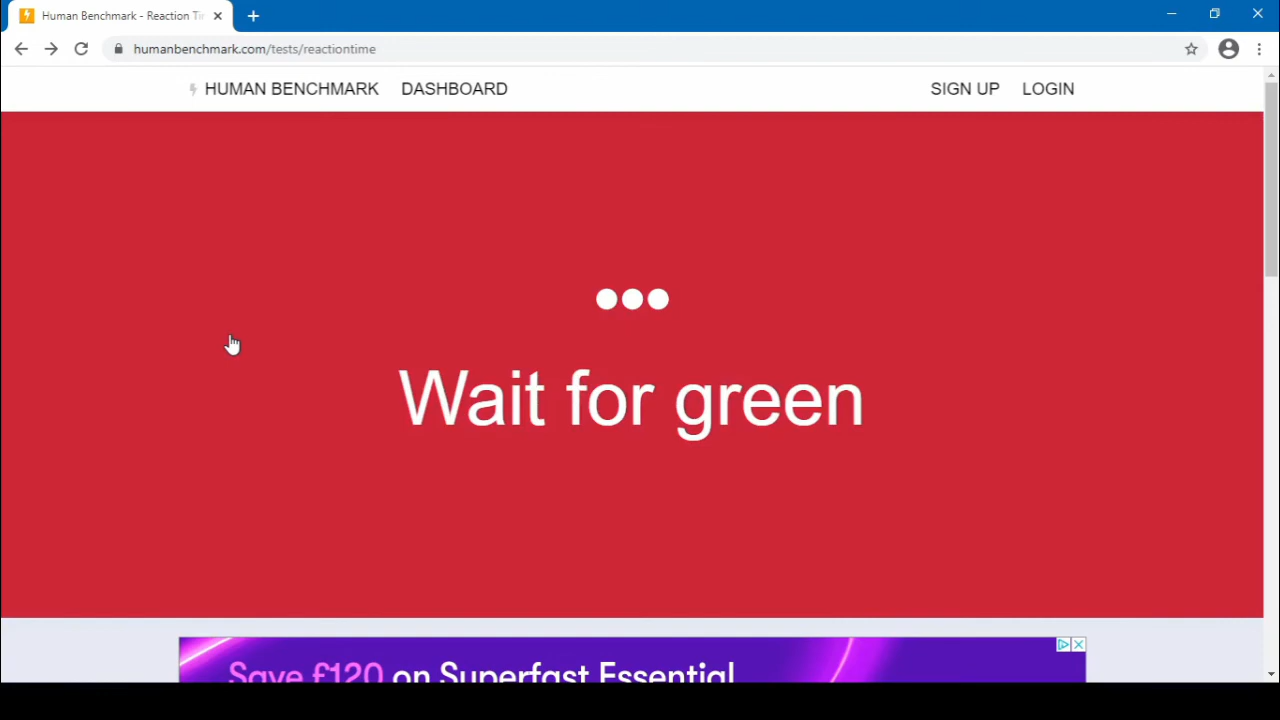 Human Benchmark - Reaction Ti
humanbenchmark.com/tests/reactiontime
HUMAN BENCHMARK DASHBOARD SIGN UP LOGIN
Wait for green
Save £120 on Superfast Essential